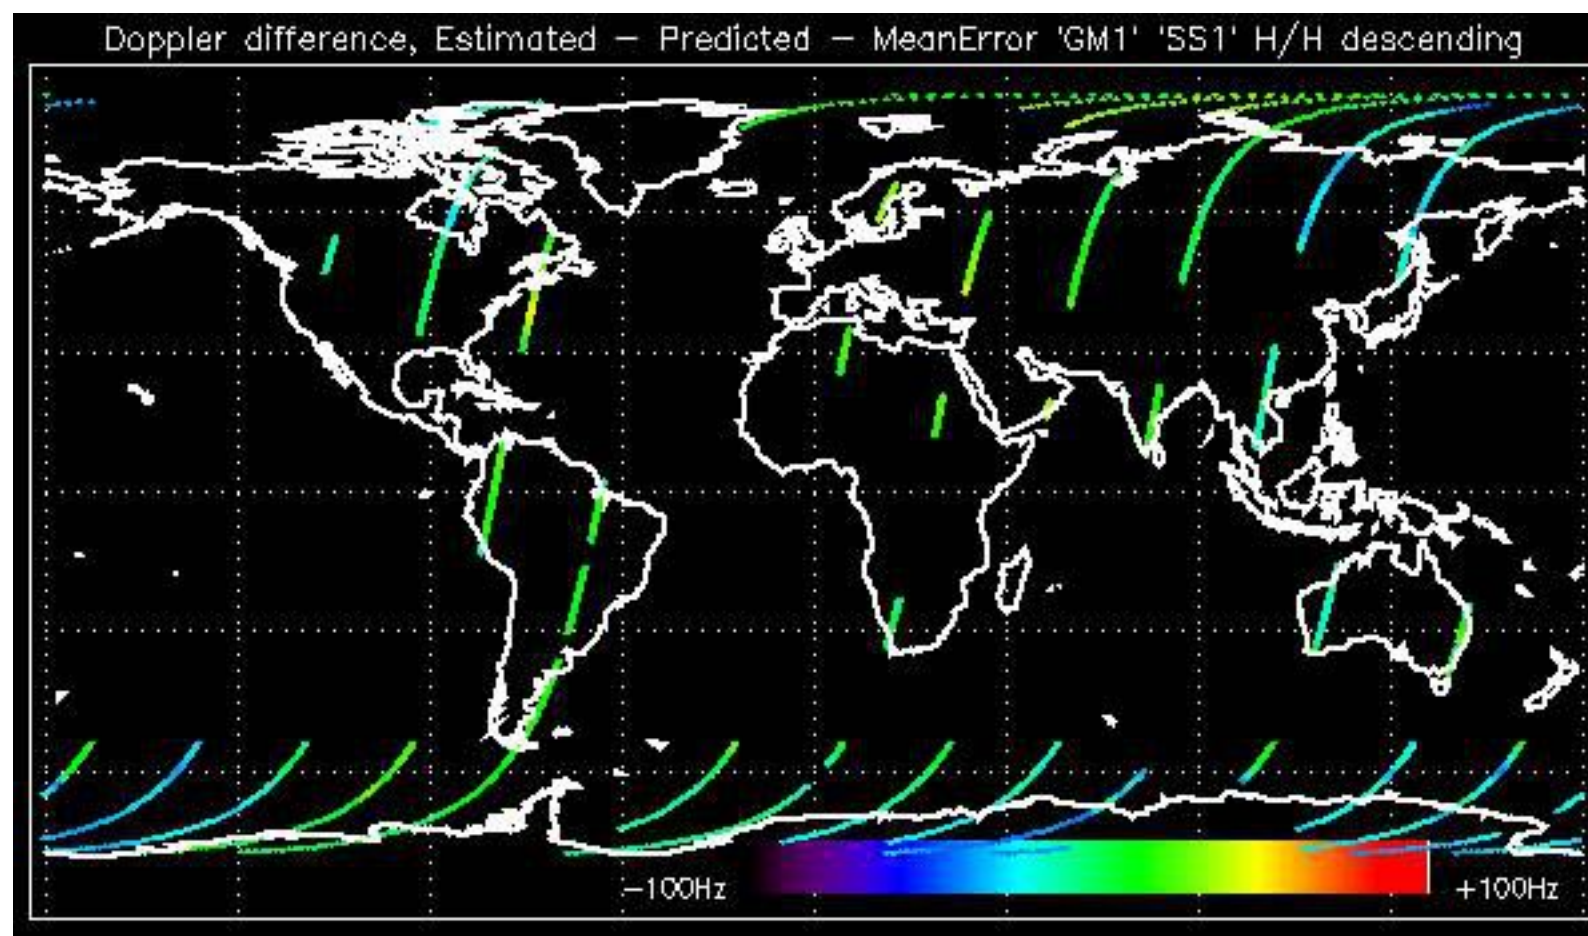 Doppler difference, Estimated – Predicted – MeanError 'GM1' 'SS1' H/H descending
–100Hz +100Hz